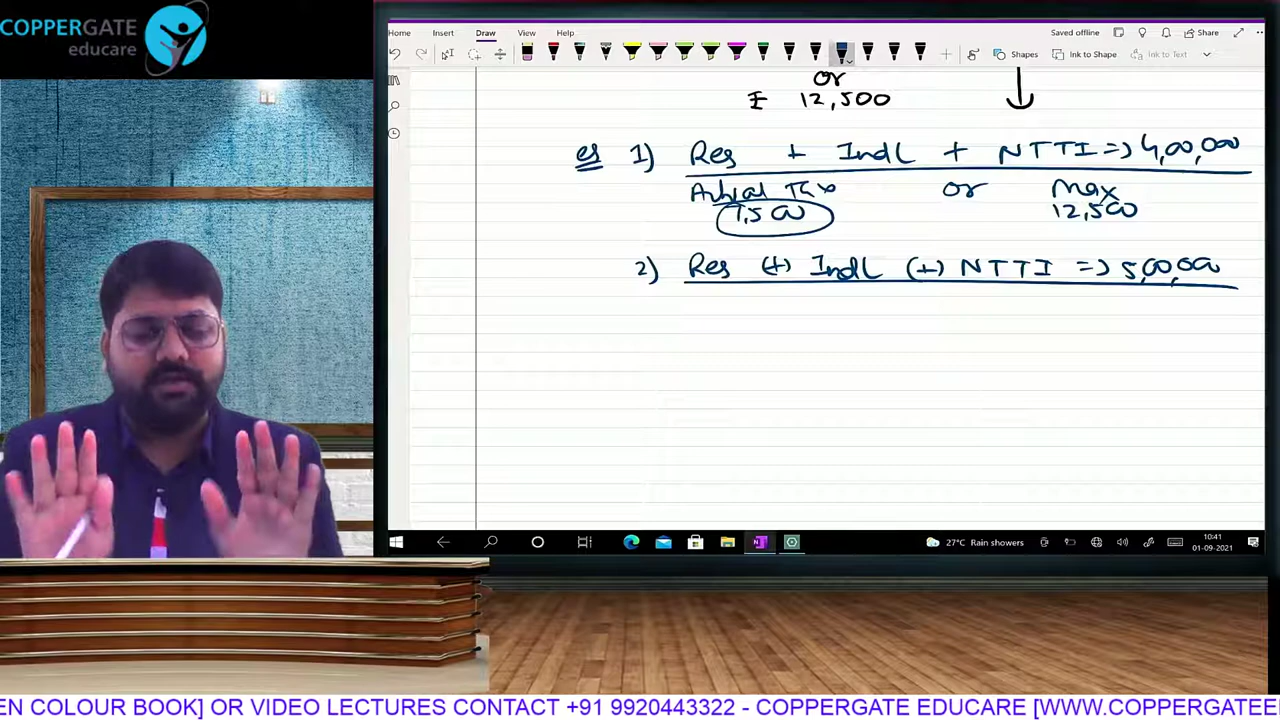 COPPERGATE
educare
Home Insert Draw View Help
Saved offline
Share
Shapes
Ink to Shape
Ink to Text
or
₹ 12,500
es 1) Res + Indl + NTTI => 4,00,000
Actual Tax or Max
7,500 12,500
2) Res (+) Indl (+) NTTI => 5,00,000
27°C Rain showers
10:41
01-09-2021
EN COLOUR BOOK] OR VIDEO LECTURES CONTACT +91 9920443322 - COPPERGATE EDUCARE [WWW.COPPERGATEE